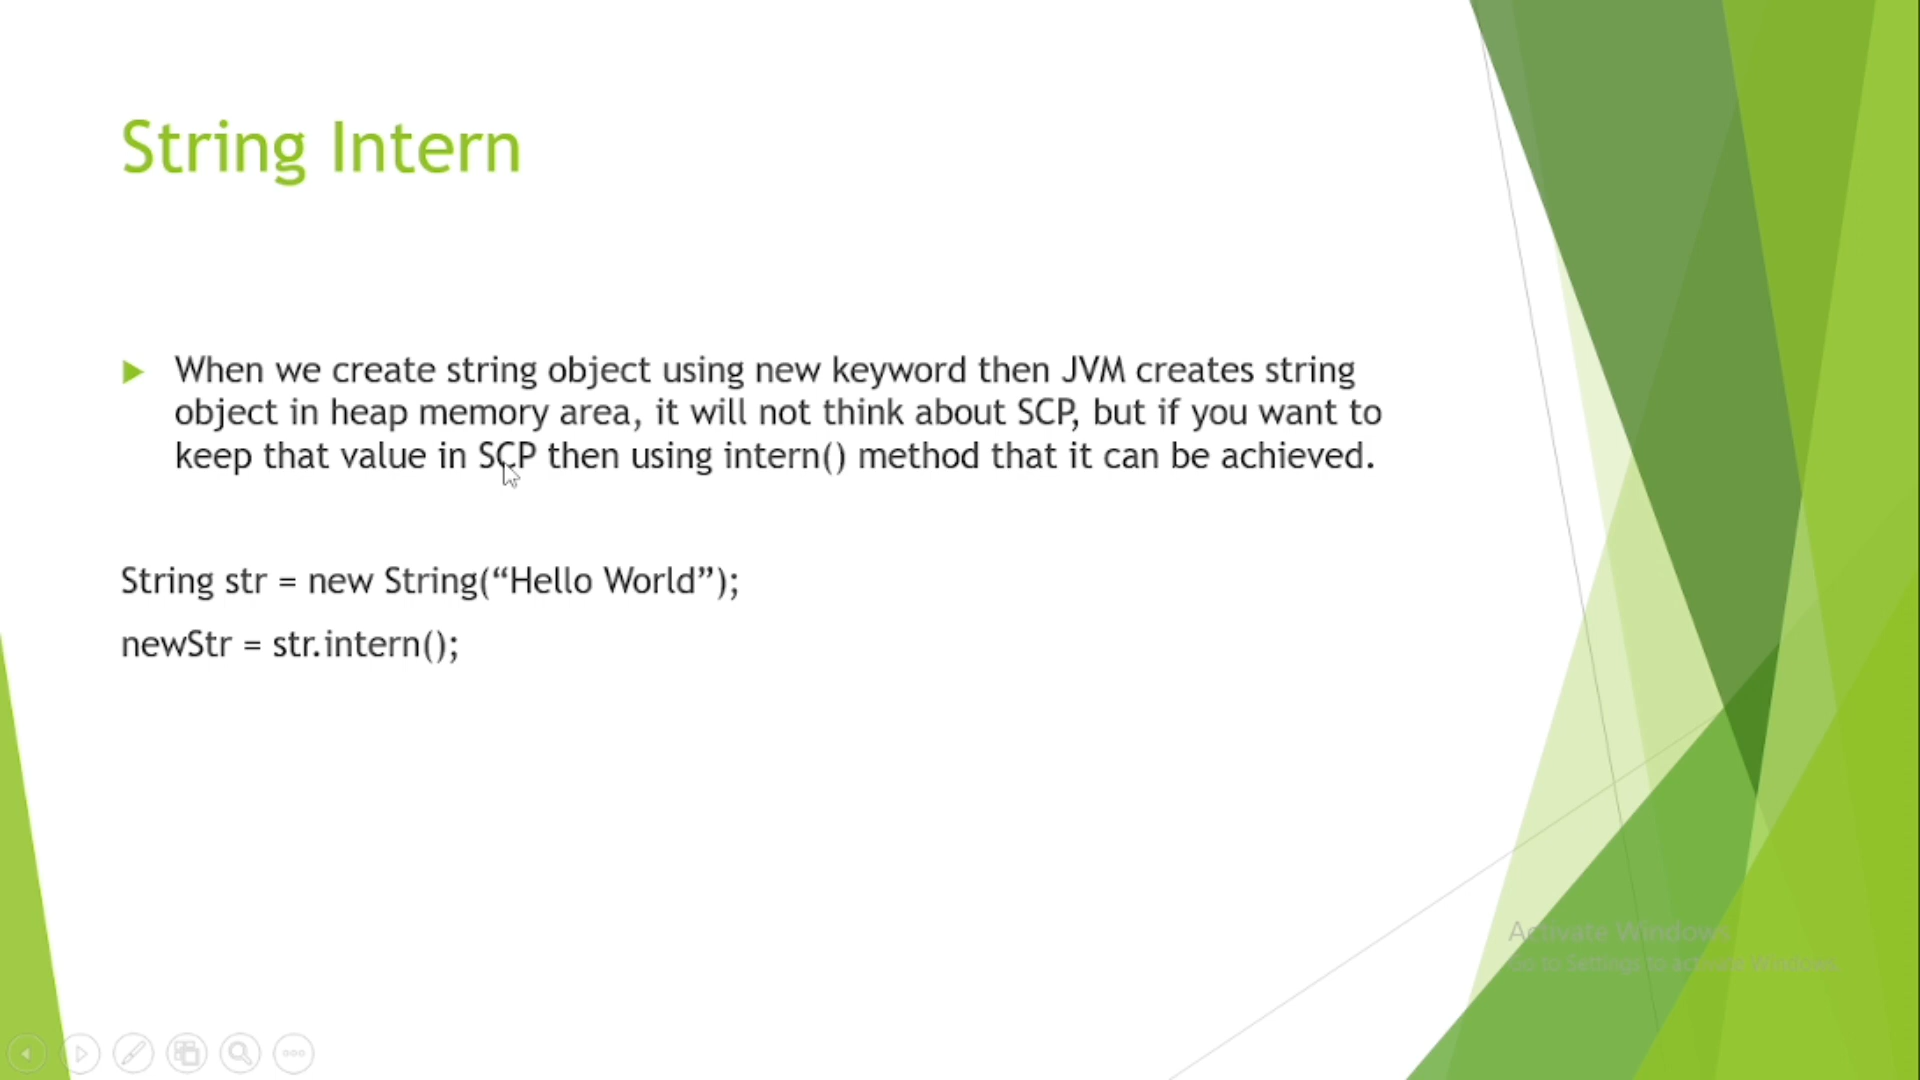 String Intern
When we create string object using new keyword then JVM creates string
object in heap memory area, it will not think about SCP, but if you want to
keep that value in SCP then using intern() method that it can be achieved.
String str = new String(“Hello World”);
newStr = str.intern();
Activate Windows
Go to Settings to activate Windows.